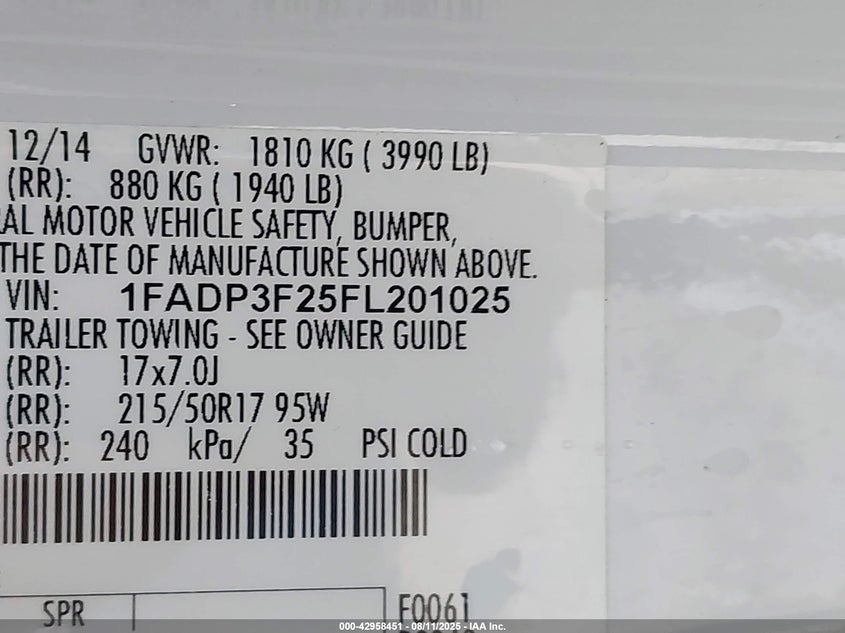 12/14 GVWR: 1810 KG ( 3990 LB)
(RR): 880 KG ( 1940 LB)
AL MOTOR VEHICLE SAFETY, BUMPER,
THE DATE OF MANUFACTURE SHOWN ABOVE.
VIN: 1FADP3F25FL201025
TRAILER TOWING - SEE OWNER GUIDE
(RR): 17x7.0J
(RR): 215/50R17 95W
(RR): 240 kPa/ 35 PSI COLD
SPR
F0061
000-42958451 - 08/11/2025 - IAA Inc.